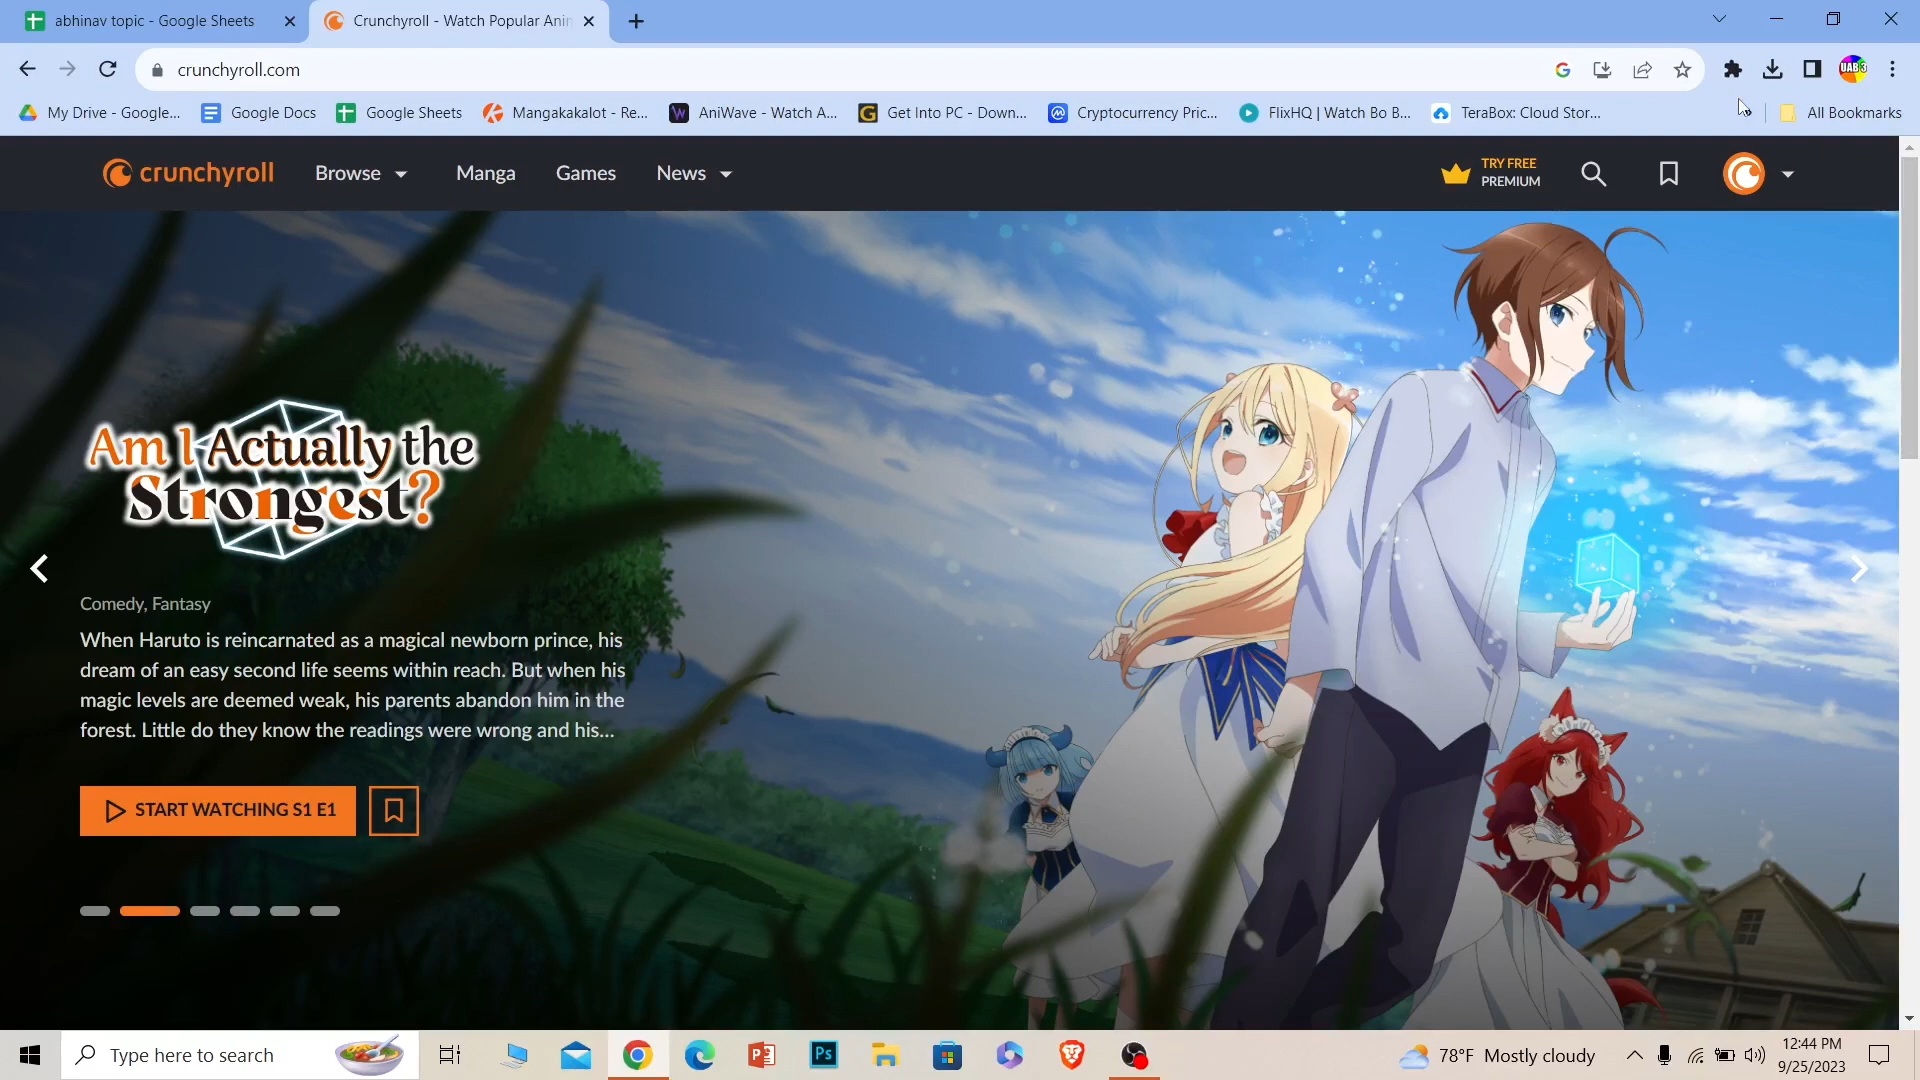 abhinav topic - Google Sheets
Crunchyroll - Watch Popular Anim
crunchyroll.com
UAB 3
My Drive - Google...
Google Docs
Google Sheets
Mangakakalot - Re...
AniWave - Watch A...
Get Into PC - Down...
Cryptocurrency Pric...
FlixHQ | Watch Bo B...
TeraBox: Cloud Stor...
All Bookmarks
crunchyroll
Browse
Manga
Games
News
TRY FREE
PREMIUM
Am I Actually the
Strongest?
Comedy, Fantasy
When Haruto is reincarnated as a magical newborn prince, his
dream of an easy second life seems within reach. But when his
magic levels are deemed weak, his parents abandon him in the
forest. Little do they know the readings were wrong and his...
START WATCHING S1 E1
Type here to search
Ps
78°F Mostly cloudy
12:44 PM
9/25/2023